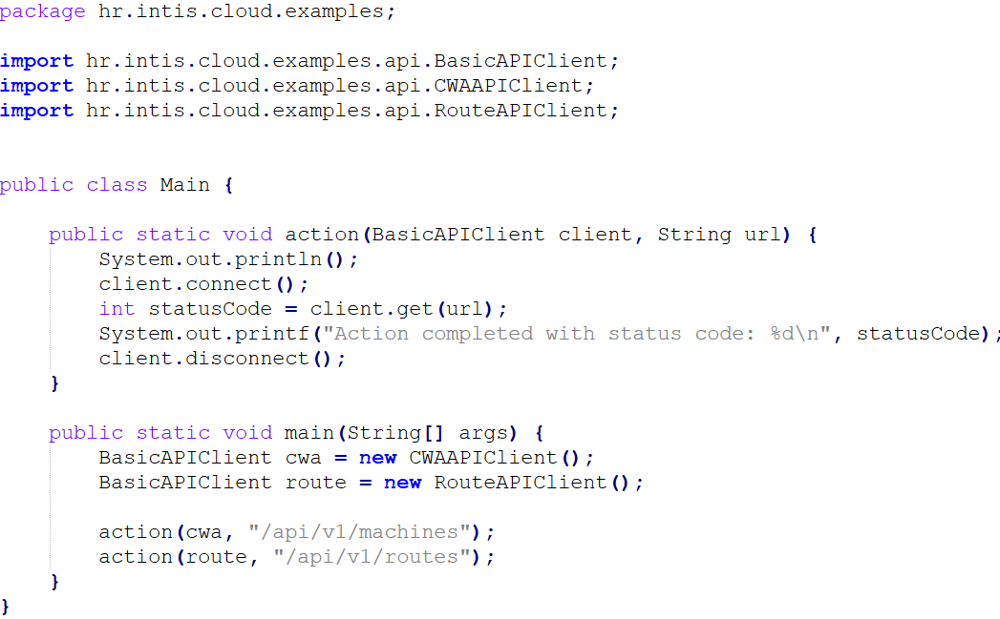 package hr.intis.cloud.examples;
import hr.intis.cloud.examples.api.BasicAPIClient;
import hr.intis.cloud.examples.api.CWAAPIClient;
import hr.intis.cloud.examples.api.RouteAPIClient;
public class Main {
    public static void action(BasicAPIClient client, String url) {
        System.out.println();
        client.connect();
        int statusCode = client.get(url);
        System.out.printf("Action completed with status code: %d\n", statusCode);
        client.disconnect();
    }
    public static void main(String[] args) {
        BasicAPIClient cwa = new CWAAPIClient();
        BasicAPIClient route = new RouteAPIClient();
        action(cwa, "/api/v1/machines");
        action(route, "/api/v1/routes");
    }
}